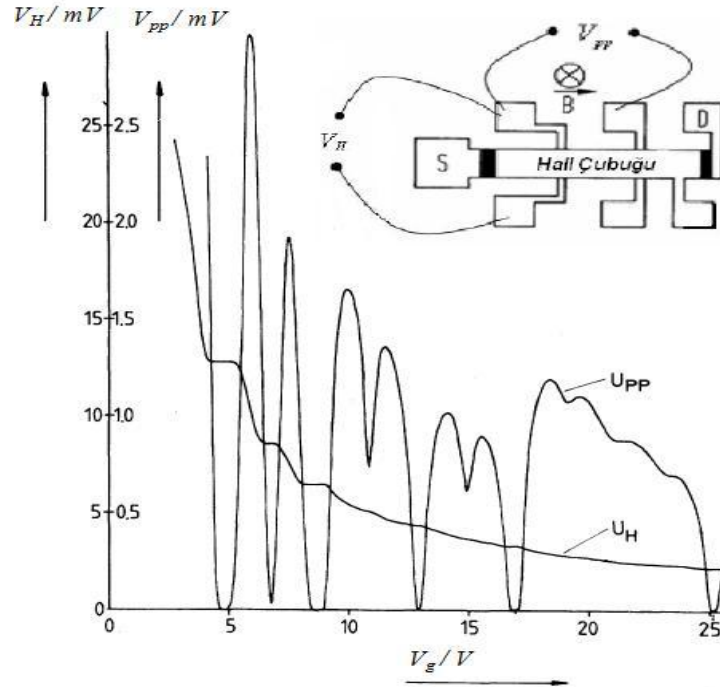 V_H / mV V_pp / mV
V_pp
B
D
V_H
S
Hall Çubuğu
25 2.5
20 2.0
15 1.5
10 1.0
5 0.5
0 0
5 10 15 20 25
U_PP
U_H
V_g / V